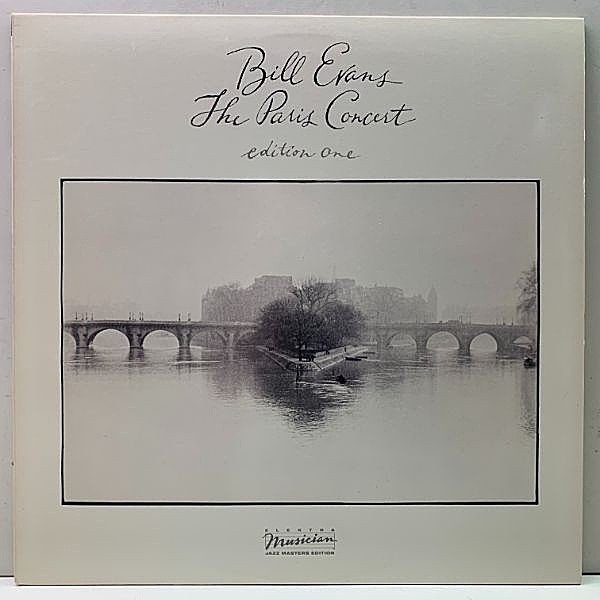 Bill Evans
The Paris Concert
edition one
ELEKTRA
Musician
JAZZ MASTERS EDITION